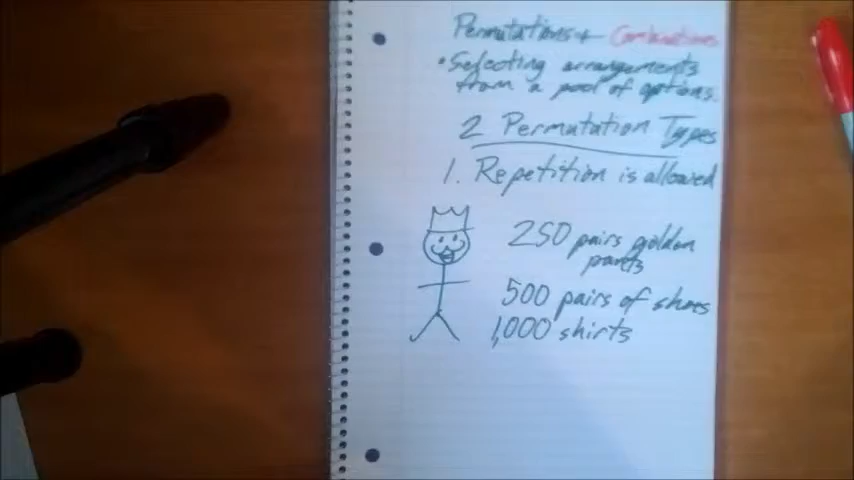 Permutations + Combinations
• Selecting arrangements
from a pool of options.
2 Permutation Types
1. Repetition is allowed
250 pairs golden
pants
500 pairs of shoes
1,000 shirts